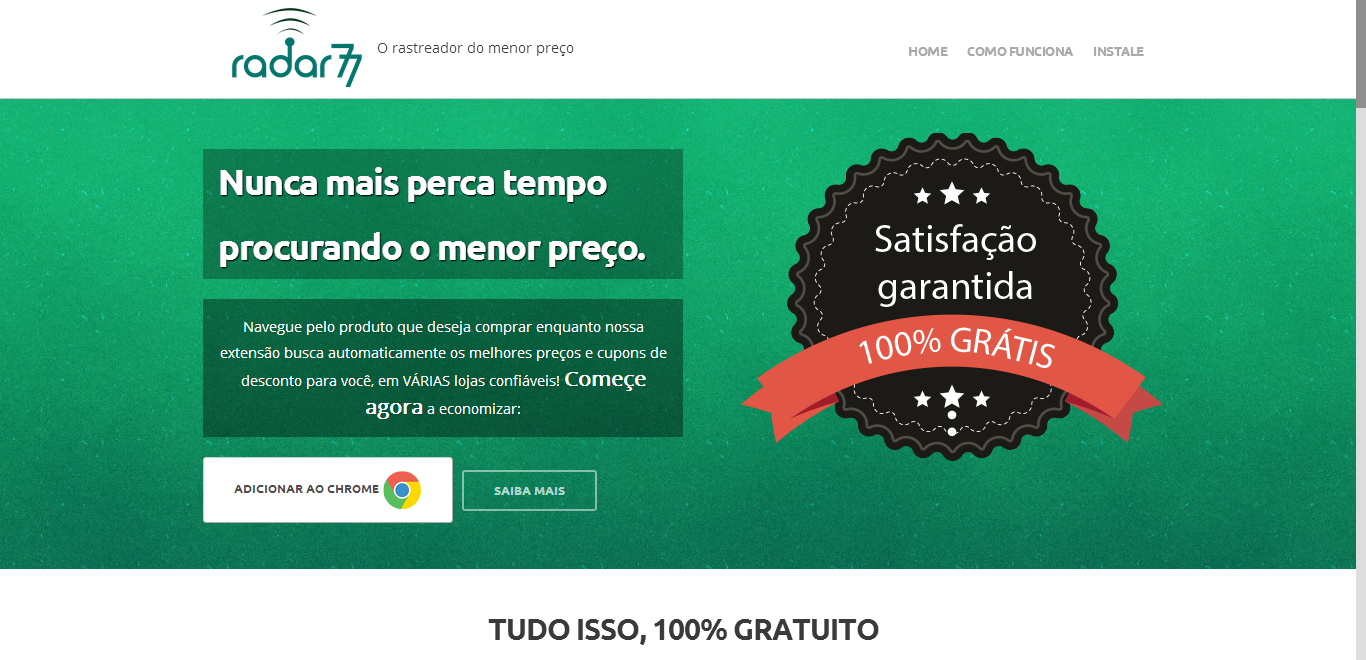 radar77
O rastreador do menor preço
HOME
COMO FUNCIONA
INSTALE
Nunca mais perca tempo
procurando o menor preço.
Navegue pelo produto que deseja comprar enquanto nossa
extensão busca automaticamente os melhores preços e cupons de
desconto para você, em VÁRIAS lojas confiáveis! Começe
agora a economizar:
ADICIONAR AO CHROME
SAIBA MAIS
Satisfação
garantida
100% GRÁTIS
TUDO ISSO, 100% GRATUITO